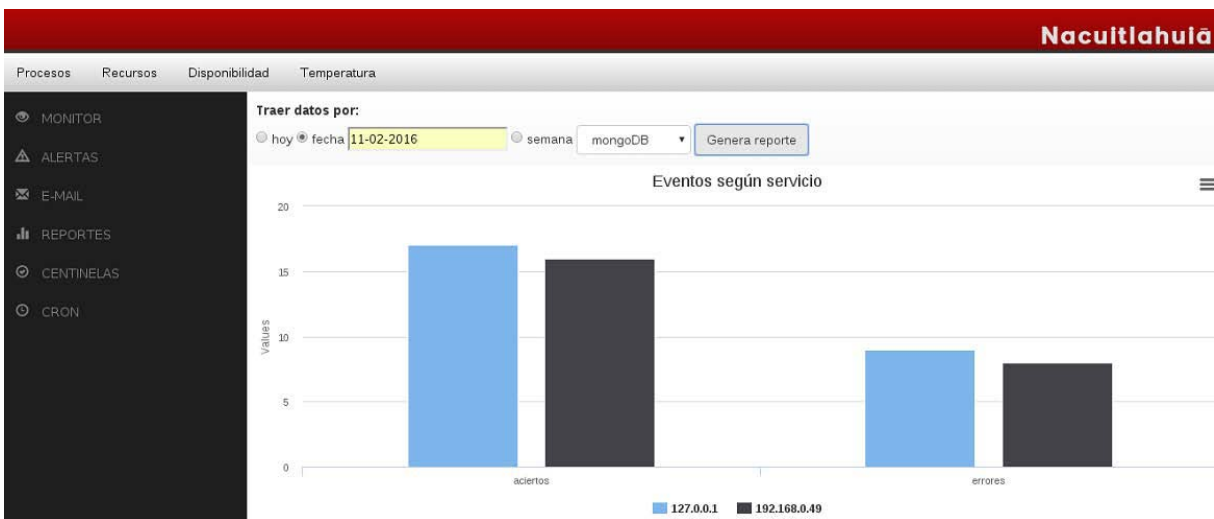 Nacuitlahuiā
Procesos Recursos Disponibilidad Temperatura
MONITOR
ALERTAS
E-MAIL
REPORTES
CENTINELAS
CRON
Traer datos por:
hoy fecha 11-02-2016 semana mongoDB Genera reporte
Eventos según servicio
20
15
10
5
0
Values
aciertos errores
127.0.0.1 192.168.0.49